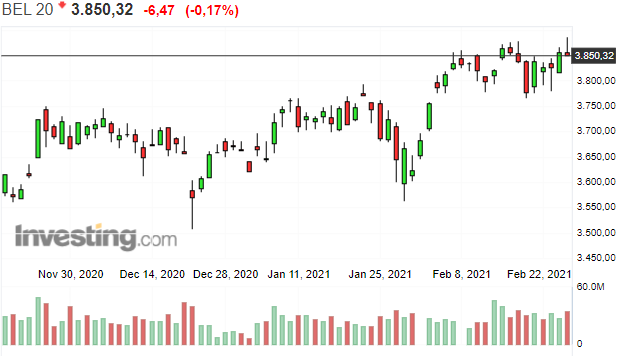 BEL 20 3.850,32 -6,47 (-0,17%)
3.850,32
3.800,00
3.750,00
3.700,00
3.650,00
3.600,00
3.550,00
3.500,00
3.450,00
Investing.com
Nov 30, 2020 Dec 14, 2020 Dec 28, 2020 Jan 11, 2021 Jan 25, 2021 Feb 8, 2021 Feb 22, 2021
60.0M
0